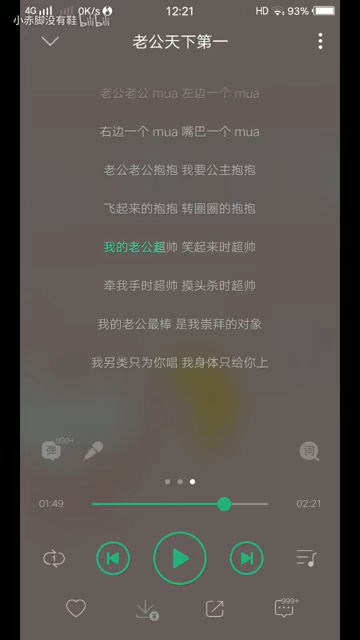 4G 0K/s 12:21 HD 93%
小赤脚没有鞋 bilibili
老公天下第一
老公老公 mua 左边一个 mua
右边一个 mua 嘴巴一个 mua
老公老公抱抱 我要公主抱抱
飞起来的抱抱 转圈圈的抱抱
我的老公超帅 笑起来时超帅
牵我手时超帅 摸头杀时超帅
我的老公最棒 是我崇拜的对象
我另类只为你唱 我身体只给你上
弹 999+
词
01:49 02:21
1
¥
999+